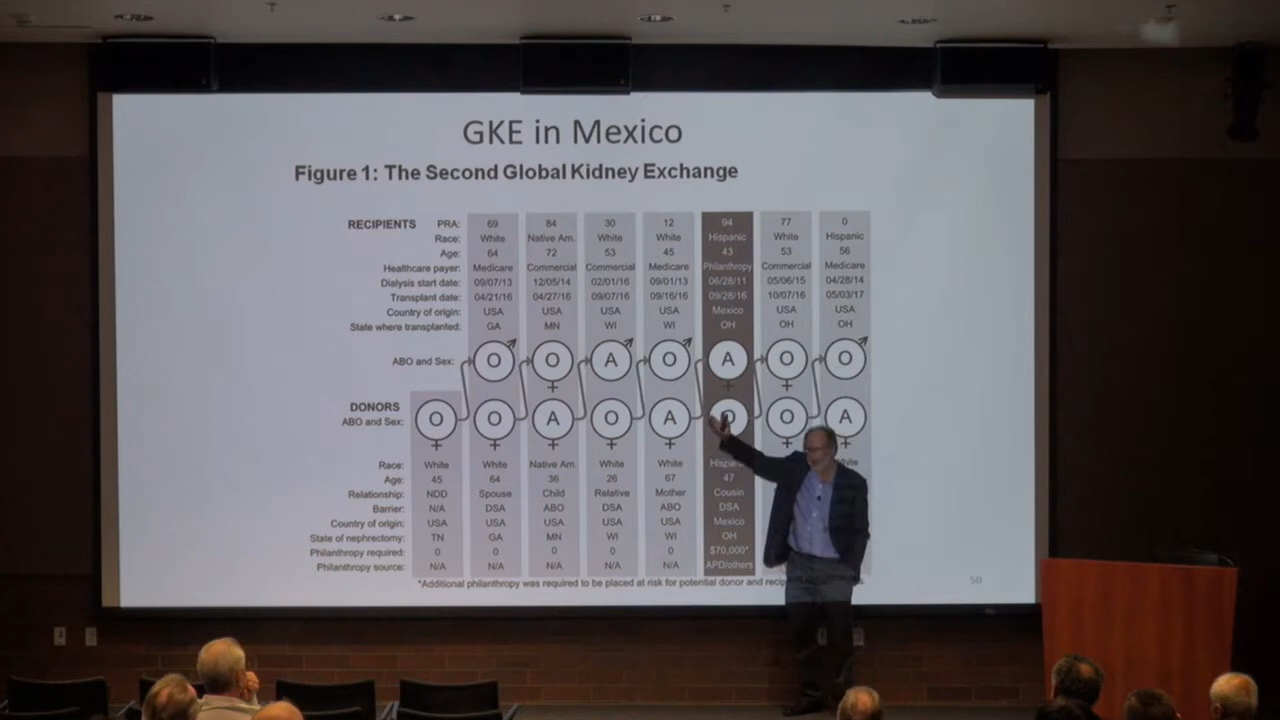 GKE in Mexico
Figure 1: The Second Global Kidney Exchange
RECIPIENTS PRA: 69 84 30 12 94 77 0
Race: White Native Am. White White Hispanic White Hispanic
Age: 64 72 53 45 43 53 56
Healthcare payer: Medicare Commercial Commercial Medicare Philanthropy Commercial Medicare
Dialysis start date: 09/07/13 12/05/14 02/01/16 09/01/13 06/28/11 05/06/15 04/28/14
Transplant date: 04/21/16 04/27/16 09/07/16 09/16/16 09/28/16 10/07/16 05/03/17
Country of origin: USA USA USA USA Mexico USA USA
State where transplanted: GA MN WI WI OH OH OH
ABO and Sex: O O A O A O O
DONORS
ABO and Sex: O O A O A O O A
Race: White White Native Am. White White White
Age: 45 64 36 26 67 47
Relationship: NDD Spouse Child Relative Mother Cousin
Barrier: N/A DSA ABO DSA ABO DSA
Country of origin: USA USA USA USA USA Mexico
State of nephrectomy: TN GA MN WI WI OH
Philanthropy required: 0 0 0 0 0 $70,000*
Philanthropy source: N/A N/A N/A N/A N/A APD/others
*Additional philanthropy was required to be placed at risk for potential donor and
50